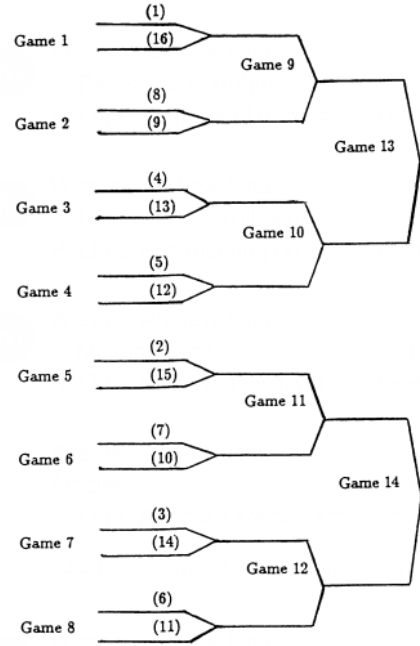 (1)
Game 1
(16)
Game 9
(8)
Game 2
(9)
Game 13
(4)
Game 3
(13)
Game 10
(5)
Game 4
(12)
(2)
Game 5
(15)
Game 11
(7)
Game 6
(10)
Game 14
(3)
Game 7
(14)
Game 12
(6)
Game 8
(11)